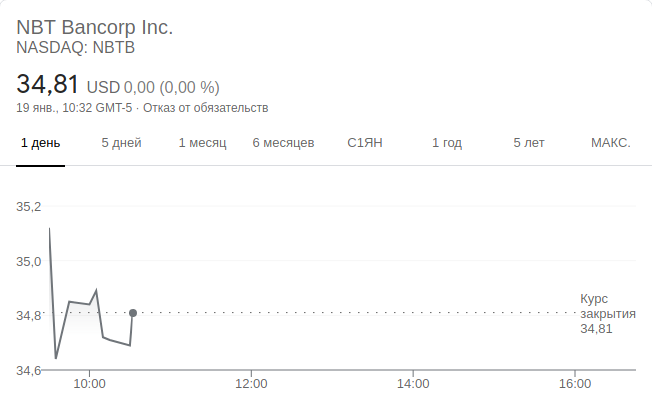 NBT Bancorp Inc.
NASDAQ: NBTB
34,81 USD 0,00 (0,00 %)
19 янв., 10:32 GMT-5 · Отказ от обязательств
1 день 5 дней 1 месяц 6 месяцев С1ЯН 1 год 5 лет МАКС.
35,2
35,0
34,8
34,6
Курс
закрытия
34,81
10:00 12:00 14:00 16:00